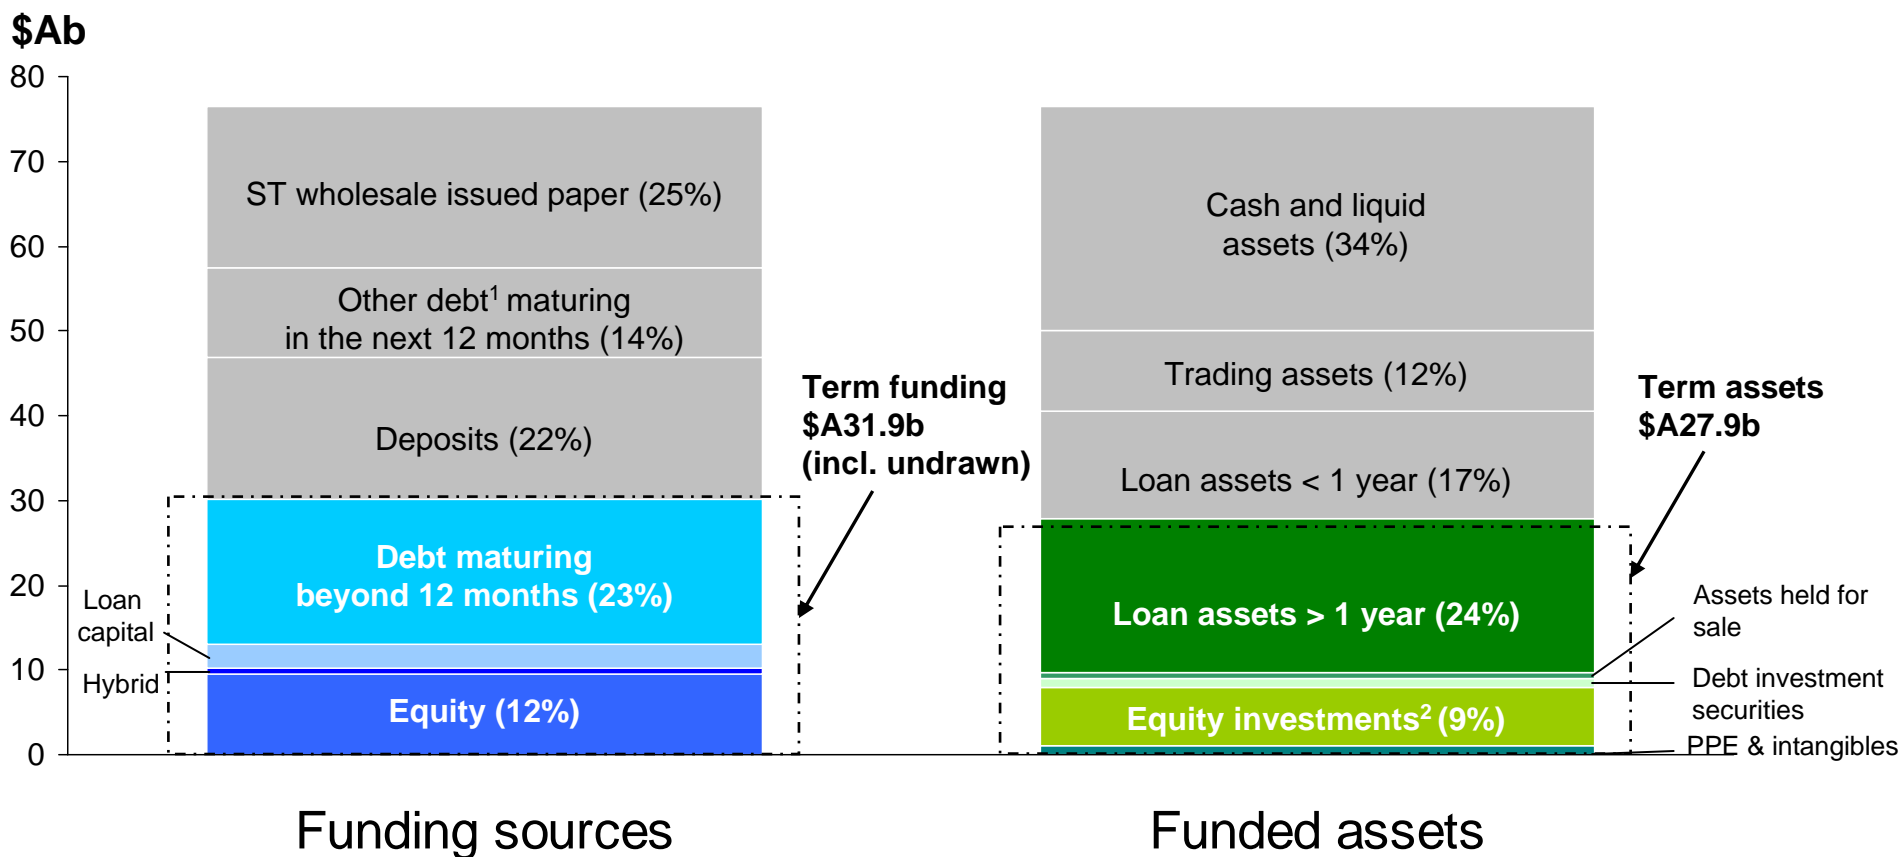 $Ab
80
70
60
50
40
30
20
10
0
ST wholesale issued paper (25%)
Other debt¹ maturing
in the next 12 months (14%)
Deposits (22%)
Debt maturing
beyond 12 months (23%)
Loan
capital
Hybrid
Equity (12%)
Term funding
$A31.9b
(incl. undrawn)
Cash and liquid
assets (34%)
Trading assets (12%)
Loan assets < 1 year (17%)
Loan assets > 1 year (24%)
Equity investments² (9%)
Term assets
$A27.9b
Assets held for
sale
Debt investment
securities
PPE & intangibles
Funding sources
Funded assets